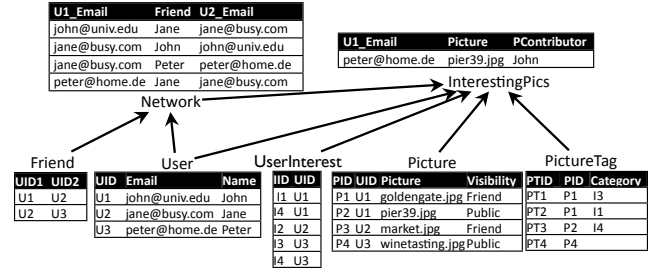 U1_Email Friend U2_Email
john@univ.edu Jane jane@busy.com
jane@busy.com John john@univ.edu
jane@busy.com Peter peter@home.de
peter@home.de Jane jane@busy.com
Network
U1_Email Picture PContributor
peter@home.de pier39.jpg John
InterestingPics
Friend
UID1 UID2
U1 U2
U2 U3
User
UID Email Name
U1 john@univ.edu John
U2 jane@busy.com Jane
U3 peter@home.de Peter
UserInterest
IID UID
I1 U1
I4 U1
I2 U2
I3 U3
I4 U3
Picture
PID UID Picture Visibility
P1 U1 goldengate.jpg Friend
P2 U1 pier39.jpg Public
P3 U2 market.jpg Friend
P4 U3 winetasting.jpg Public
PictureTag
PTID PID Category
PT1 P1 I3
PT2 P1 I1
PT3 P2 I4
PT4 P4